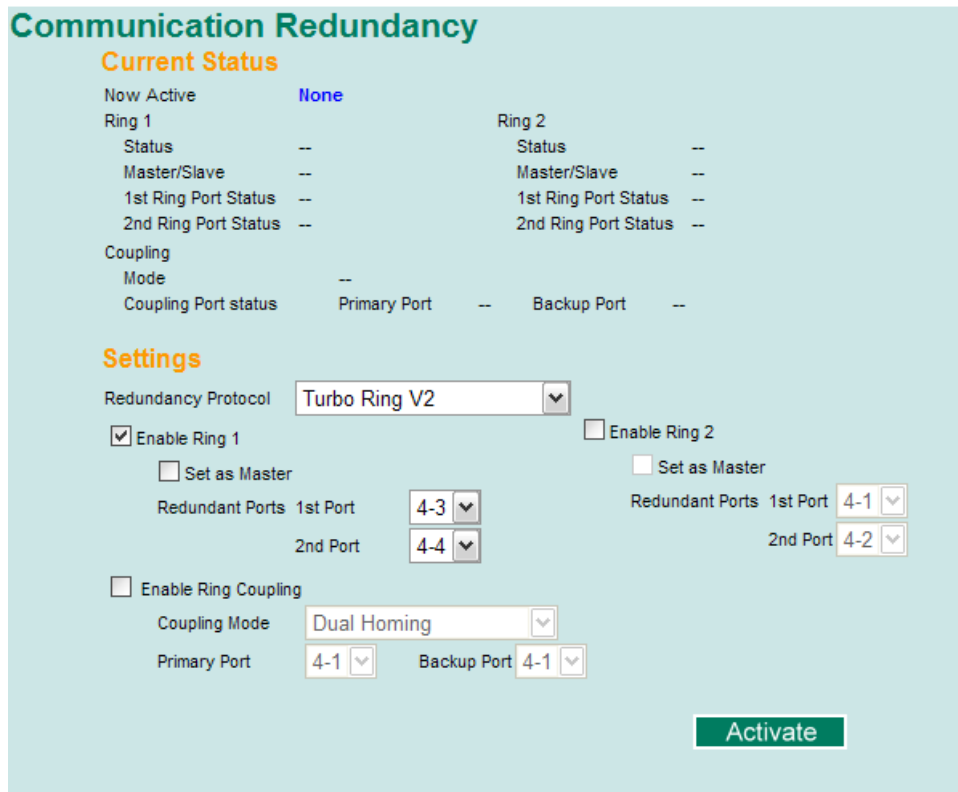 Communication Redundancy
Current Status
Now Active None
Ring 1 Ring 2
Status -- Status --
Master/Slave -- Master/Slave --
1st Ring Port Status -- 1st Ring Port Status --
2nd Ring Port Status -- 2nd Ring Port Status --
Coupling
Mode --
Coupling Port status Primary Port -- Backup Port --
Settings
Redundancy Protocol Turbo Ring V2
Enable Ring 1 Enable Ring 2
Set as Master Set as Master
Redundant Ports 1st Port 4-3 Redundant Ports 1st Port 4-1
2nd Port 4-4 2nd Port 4-2
Enable Ring Coupling
Coupling Mode Dual Homing
Primary Port 4-1 Backup Port 4-1
Activate